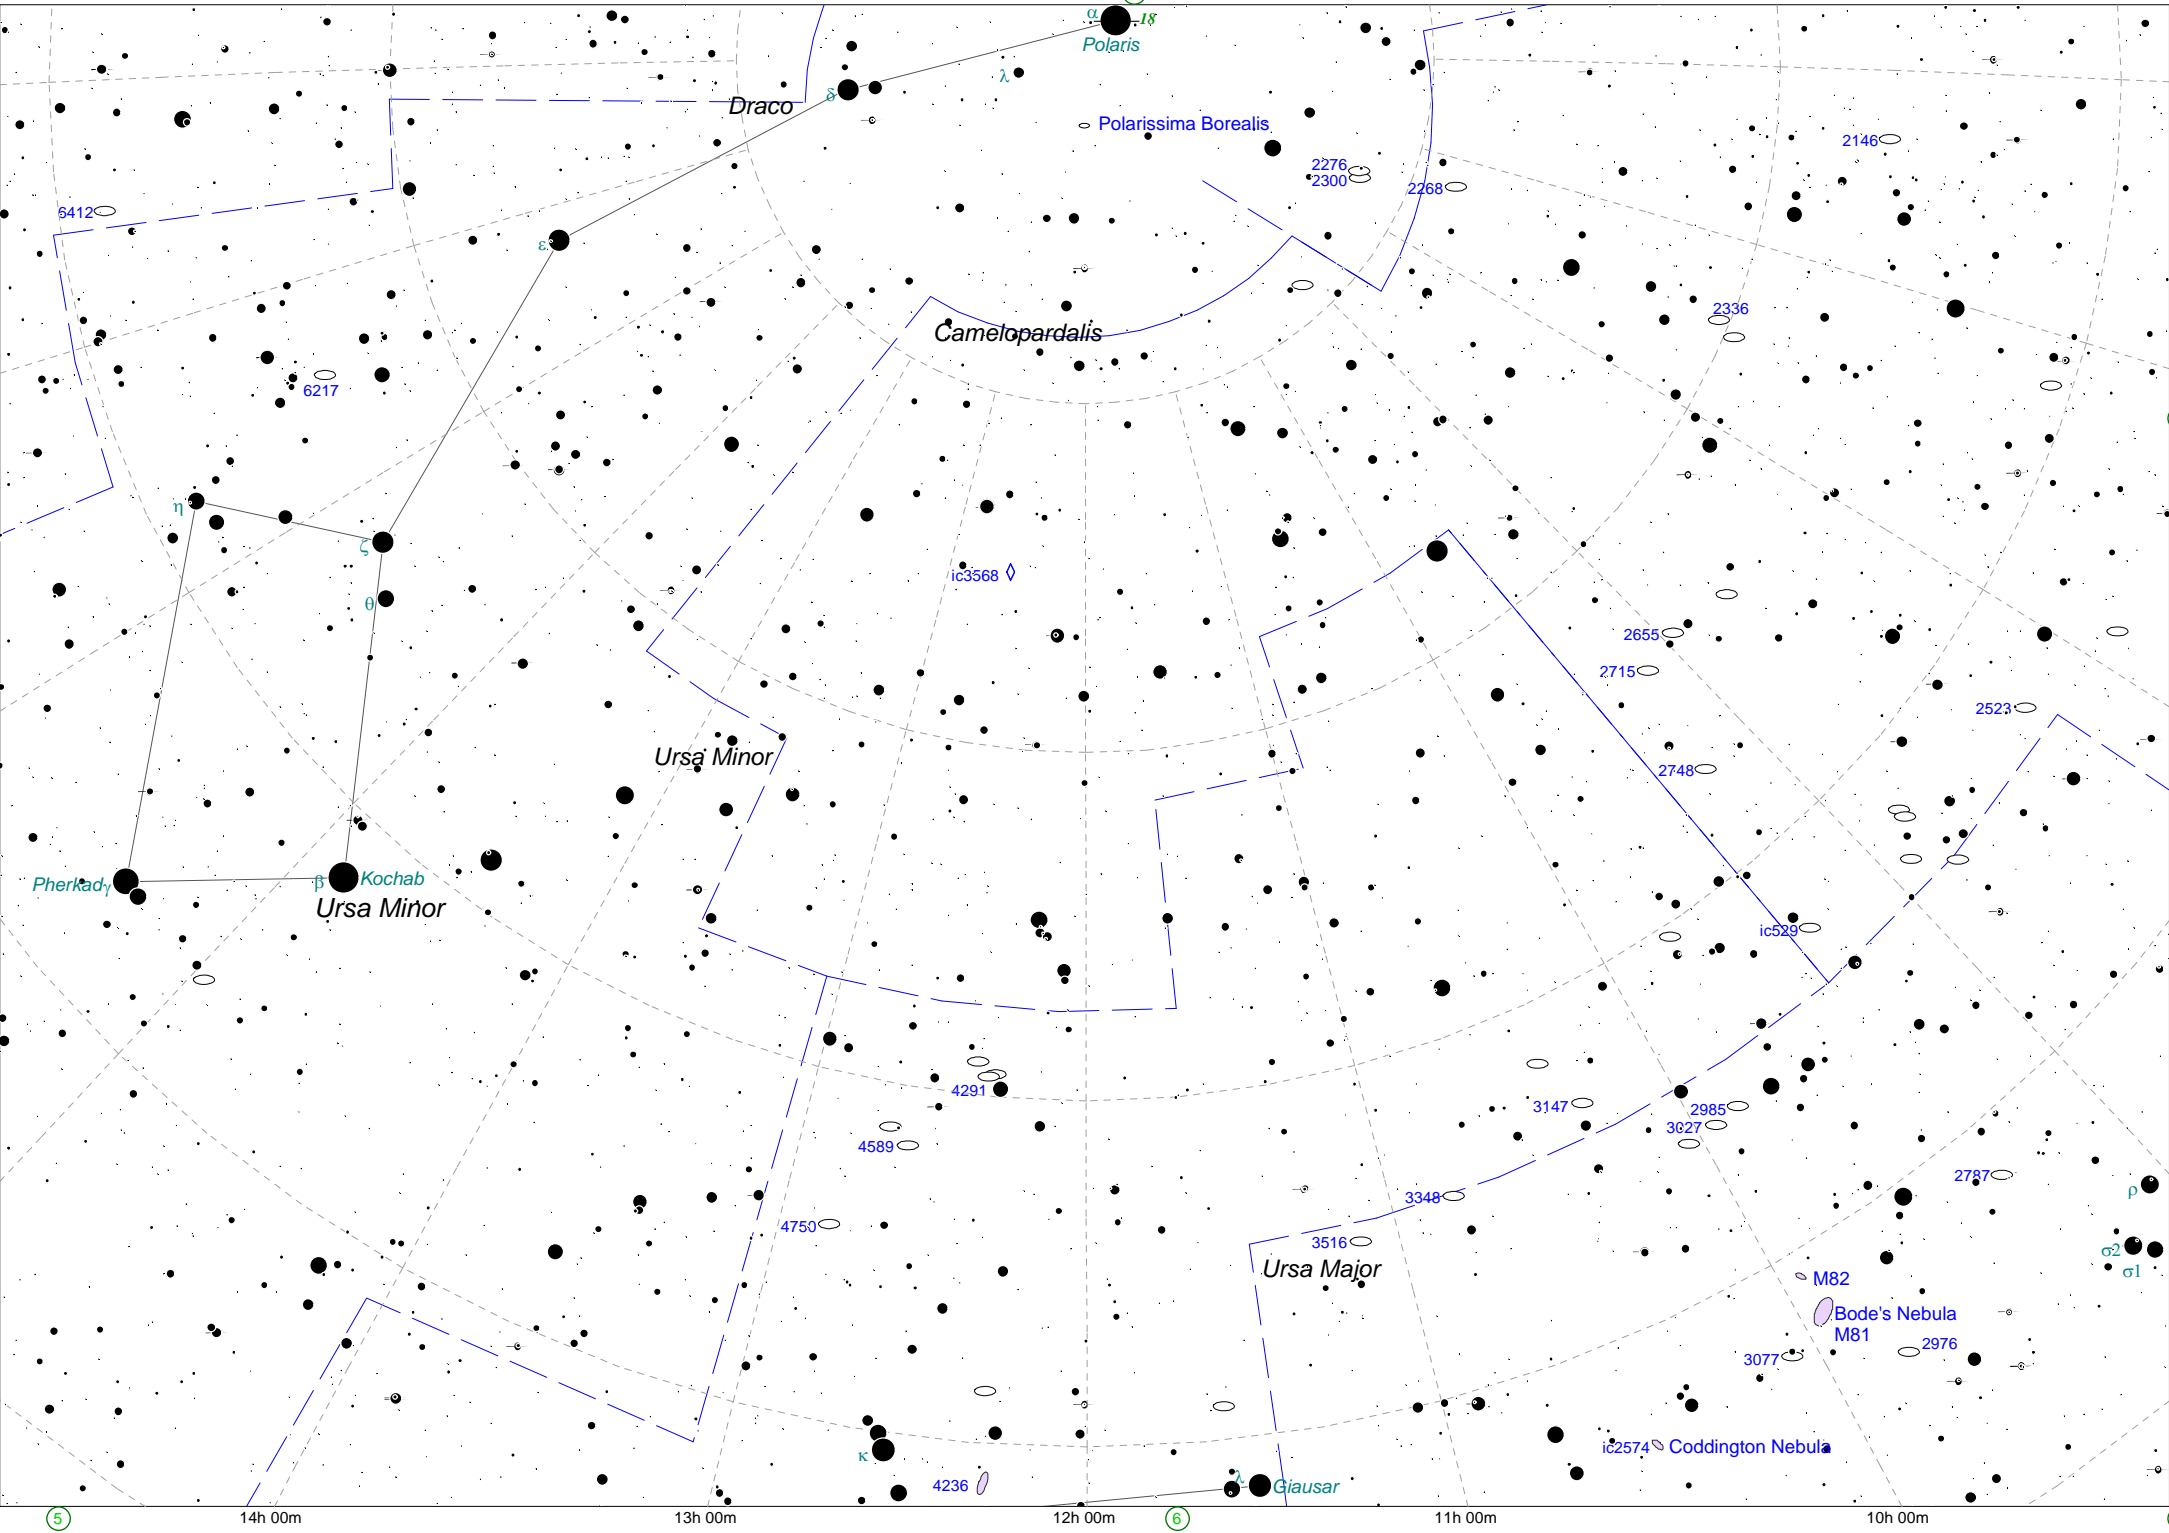 α
18
Polaris
λ
δ
Draco
Polarissima Borealis
2146
2276
2300
2268
6412
ε
2336
Camelopardalis
6217
η
ζ
ic3568
θ
2655
2715
2523
Ursa Minor
2748
Pherkad γ
β Kochab
Ursa Minor
ic529
4291
3147
2985
3027
4589
2787
ρ
3348
4750
3516
σ2
Ursa Major
σ1
M82
Bode's Nebula
M81
2976
3077
κ
ic2574
Coddington Nebula
4236
λ
Giausar
5
14h 00m
13h 00m
12h 00m
6
11h 00m
10h 00m